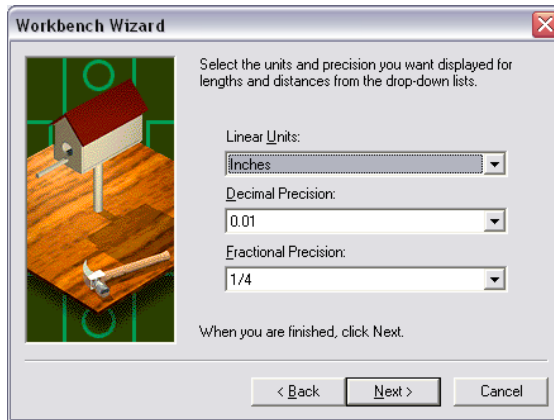 Workbench Wizard
Select the units and precision you want displayed for
lengths and distances from the drop-down lists.
Linear Units:
Inches
Decimal Precision:
0.01
Fractional Precision:
1/4
When you are finished, click Next.
< Back
Next >
Cancel